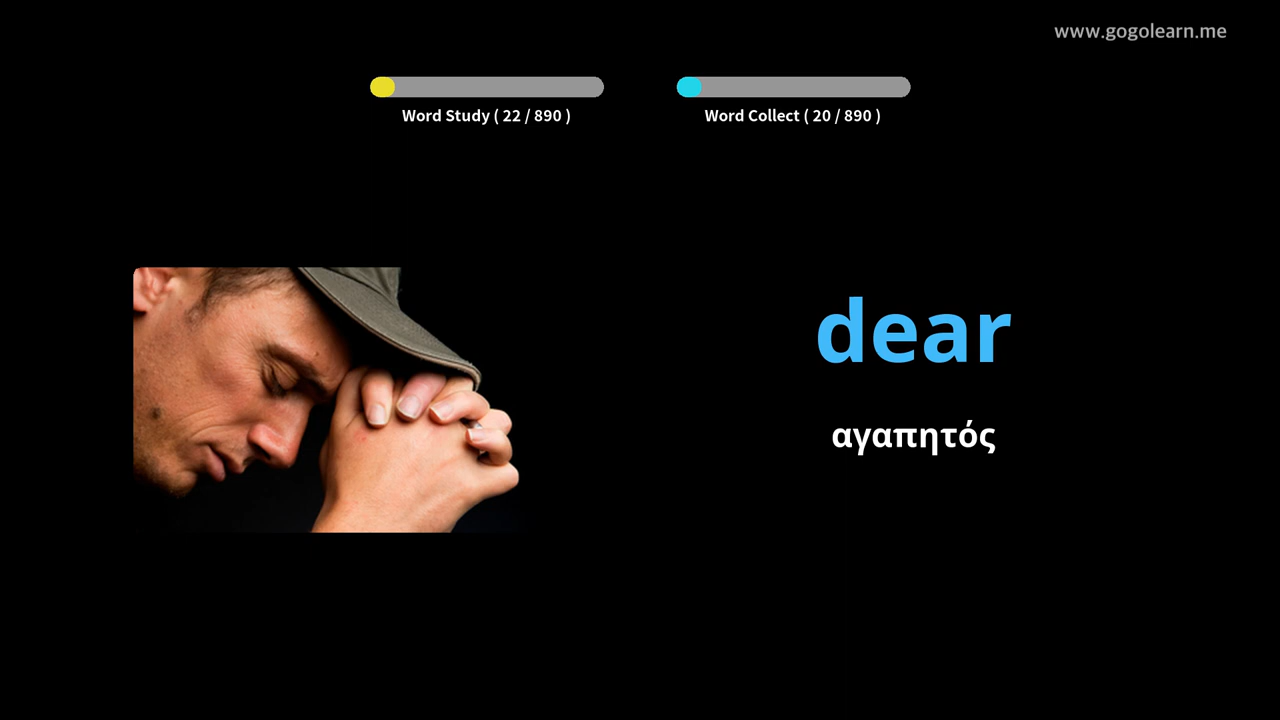 www.gogolearn.me
Word Study ( 22 / 890 )
Word Collect ( 20 / 890 )
dear
αγαπητός